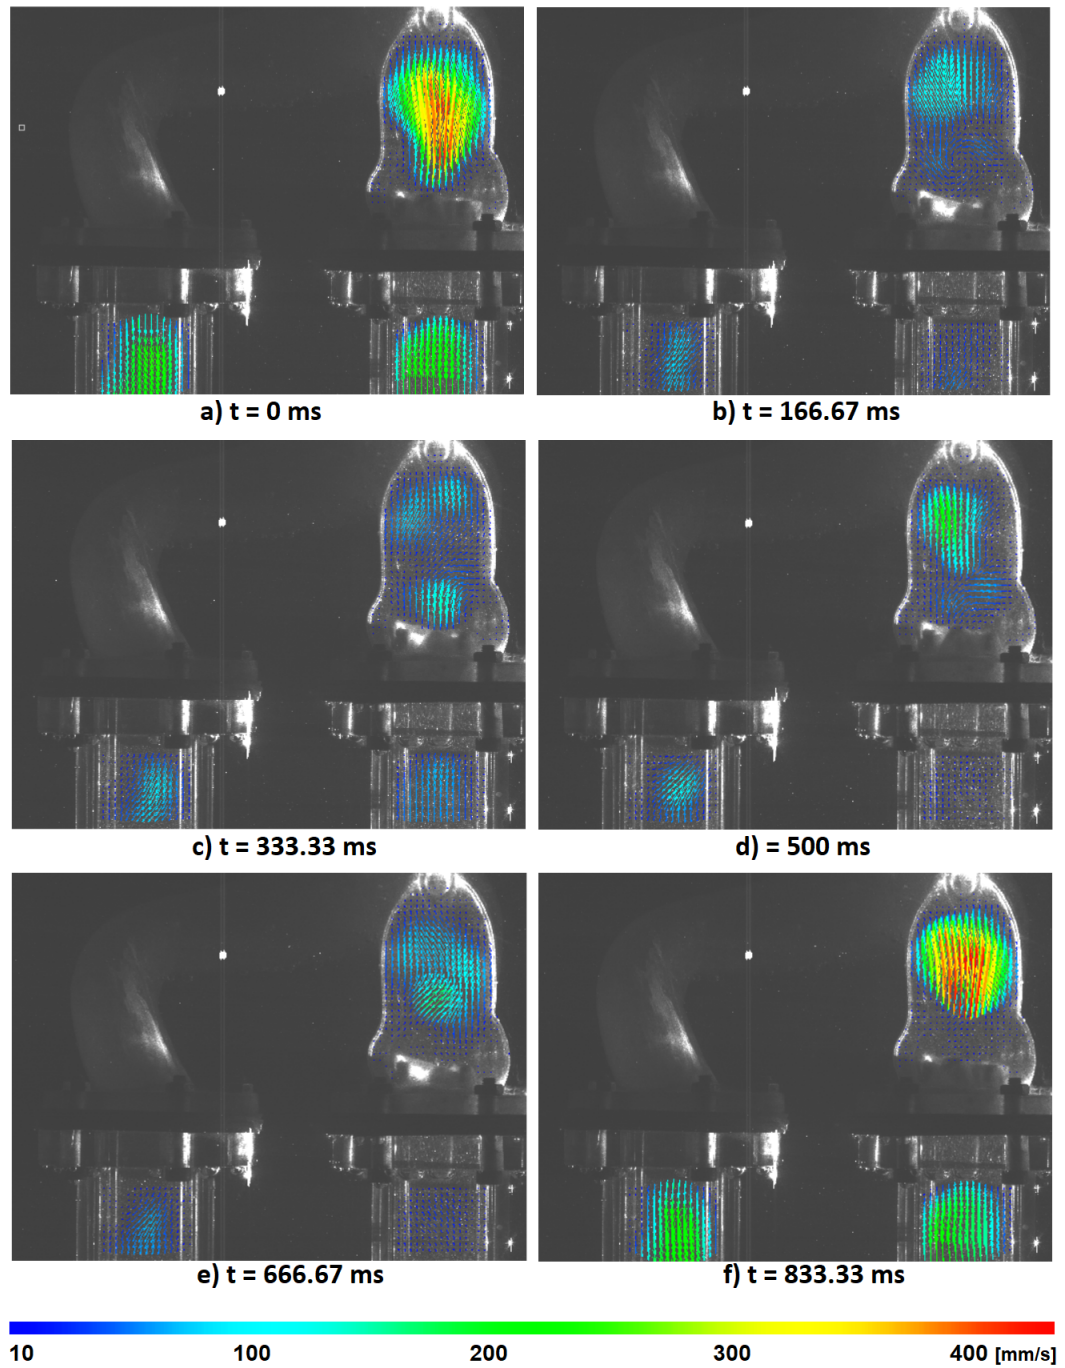 a) t = 0 ms
b) t = 166.67 ms
c) t = 333.33 ms
d) = 500 ms
e) t = 666.67 ms
f) t = 833.33 ms
10 100 200 300 400 [mm/s]